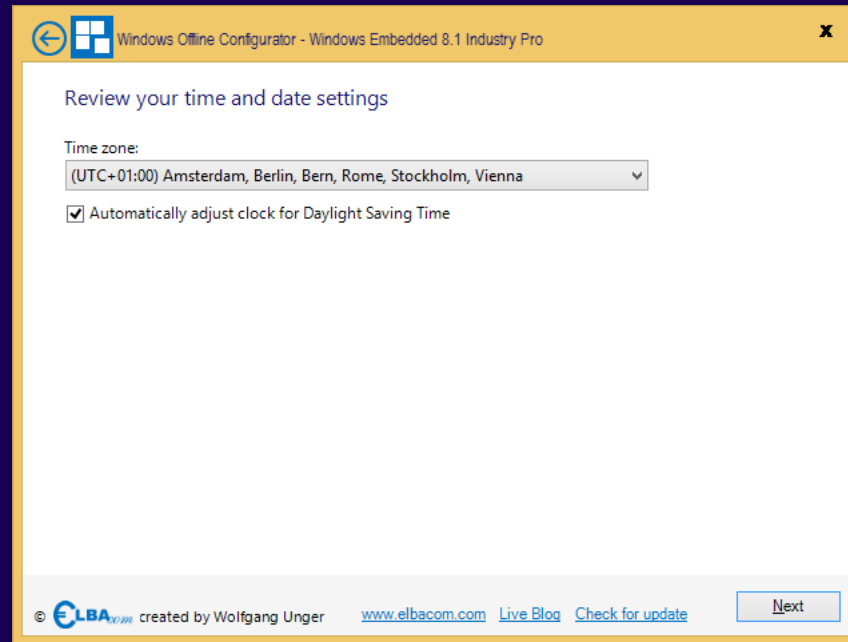 Windows Offline Configurator - Windows Embedded 8.1 Industry Pro
x
Review your time and date settings
Time zone:
(UTC+01:00) Amsterdam, Berlin, Bern, Rome, Stockholm, Vienna
Automatically adjust clock for Daylight Saving Time
© ELBAcom created by Wolfgang Unger www.elbacom.com Live Blog Check for update Next